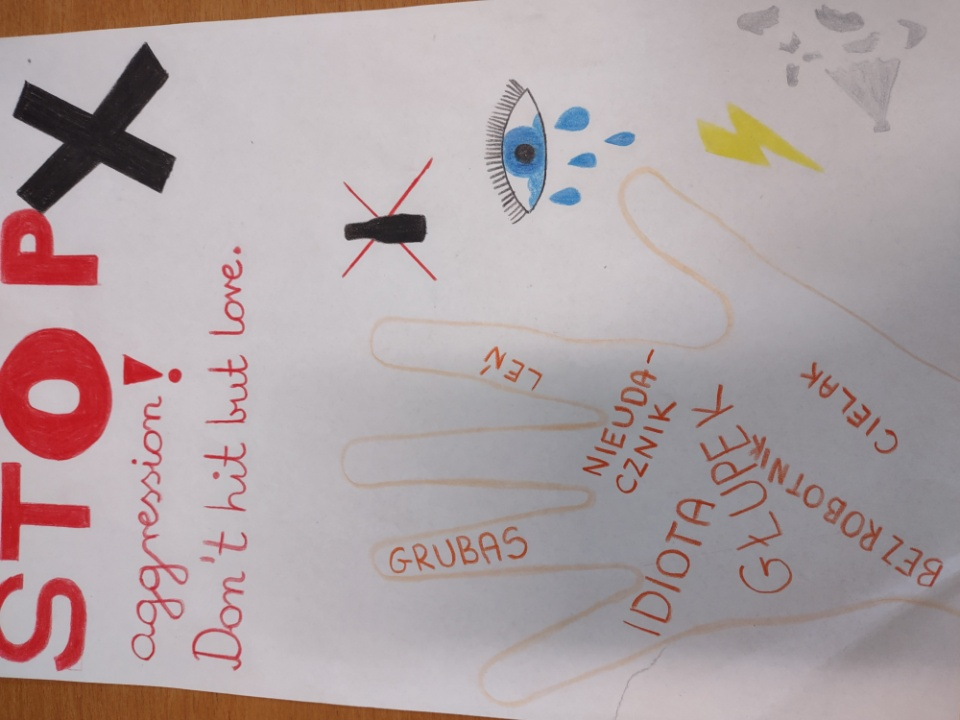 STOP
aggression!
Don't hit but love.
LEŃ
GRUBAS
NIEUDA-
CZNIK
IDIOTA
GŁUPEK
BEZROBOTNIK
CIELAK